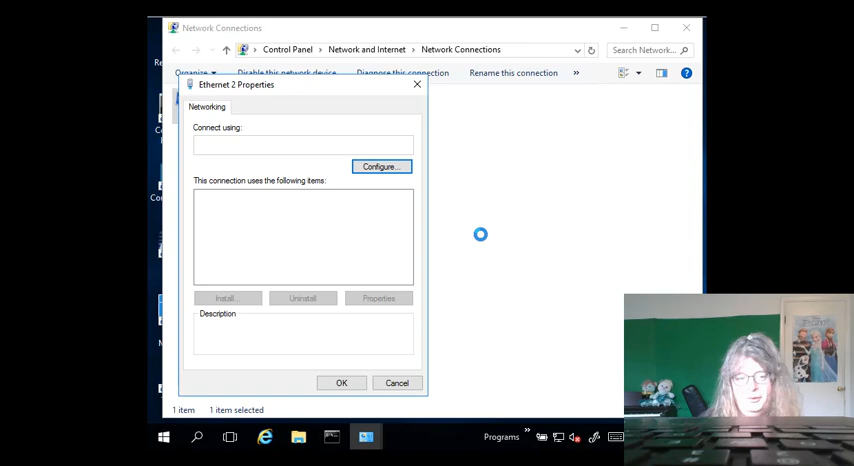 Network Connections
Control Panel > Network and Internet > Network Connections
Search Network...
Organize
Disable this network device
Diagnose this connection
Rename this connection
»
Ethernet 2 Properties
Networking
Connect using:
Configure...
This connection uses the following items:
Install...
Uninstall
Properties
Description
OK
Cancel
1 item
1 item selected
Programs